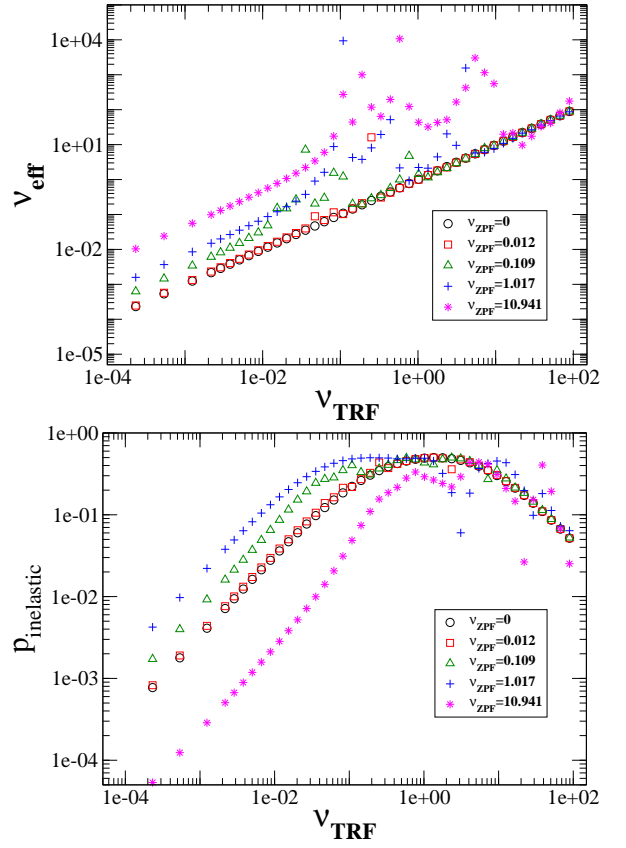 1e+04
1e+01
1e-02
1e-05
ν_eff
ν_ZPF=0
ν_ZPF=0.012
ν_ZPF=0.109
ν_ZPF=1.017
ν_ZPF=10.941
1e-04 1e-02 1e+00 1e+02
ν_TRF
1e+00
1e-01
1e-02
1e-03
1e-04
p_inelastic
ν_ZPF=0
ν_ZPF=0.012
ν_ZPF=0.109
ν_ZPF=1.017
ν_ZPF=10.941
1e-04 1e-02 1e+00 1e+02
ν_TRF